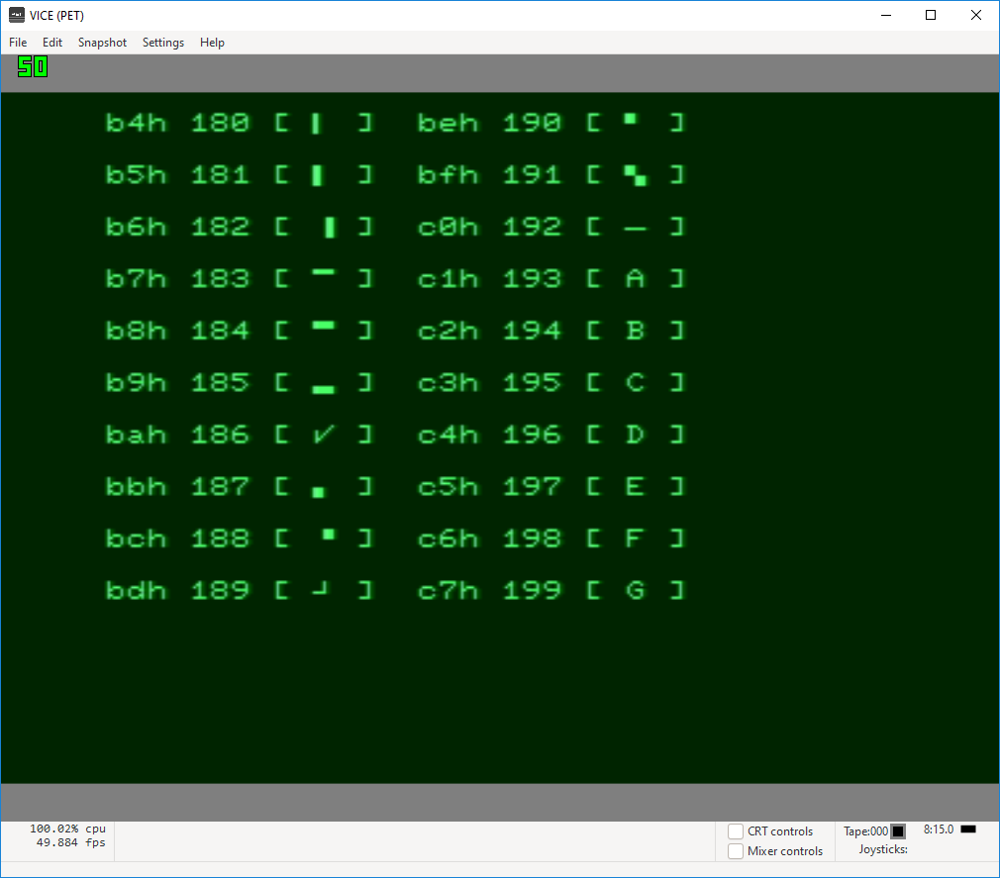 VICE (PET)
File Edit Snapshot Settings Help
50
b4h 180 [ ▎ ] beh 190 [ ▘ ]
b5h 181 [ ▍ ] bfh 191 [ ▚ ]
b6h 182 [ ▐ ] c0h 192 [ ─ ]
b7h 183 [ ▔ ] c1h 193 [ A ]
b8h 184 [ ▀ ] c2h 194 [ B ]
b9h 185 [ ▃ ] c3h 195 [ C ]
bah 186 [ ✓ ] c4h 196 [ D ]
bbh 187 [ ▖ ] c5h 197 [ E ]
bch 188 [ ▝ ] c6h 198 [ F ]
bdh 189 [ ┘ ] c7h 199 [ G ]
100.02% cpu
49.884 fps
CRT controls
Mixer controls
Tape:000
Joysticks:
8:15.0